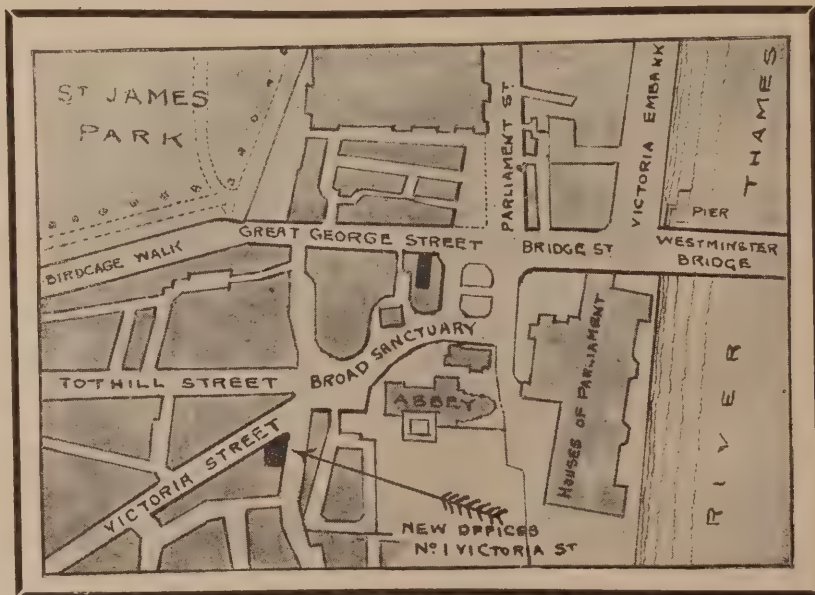 ST JAMES
PARK
PARLIAMENT ST
VICTORIA EMBANK
THAMES
PIER
GREAT GEORGE STREET
BRIDGE ST
WESTMINSTER
BRIDGE
BIRDCAGE WALK
BROAD SANCTUARY
TOTHILL STREET
ABBEY
HOUSES OF PARLIAMENT
RIVER
VICTORIA STREET
NEW OFFICES
No 1 VICTORIA ST